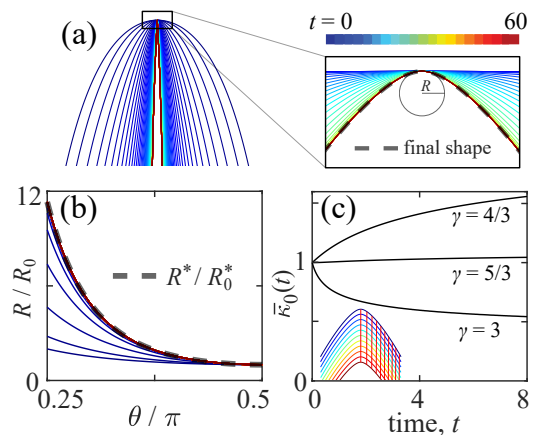 (a)
t = 0
60
R
final shape
(b)
12
R / R₀
R* / R₀*
0
0.25
0.5
θ / π
(c)
κ̄₀(t)
1
0
γ = 4/3
γ = 5/3
γ = 3
0
4
8
time, t